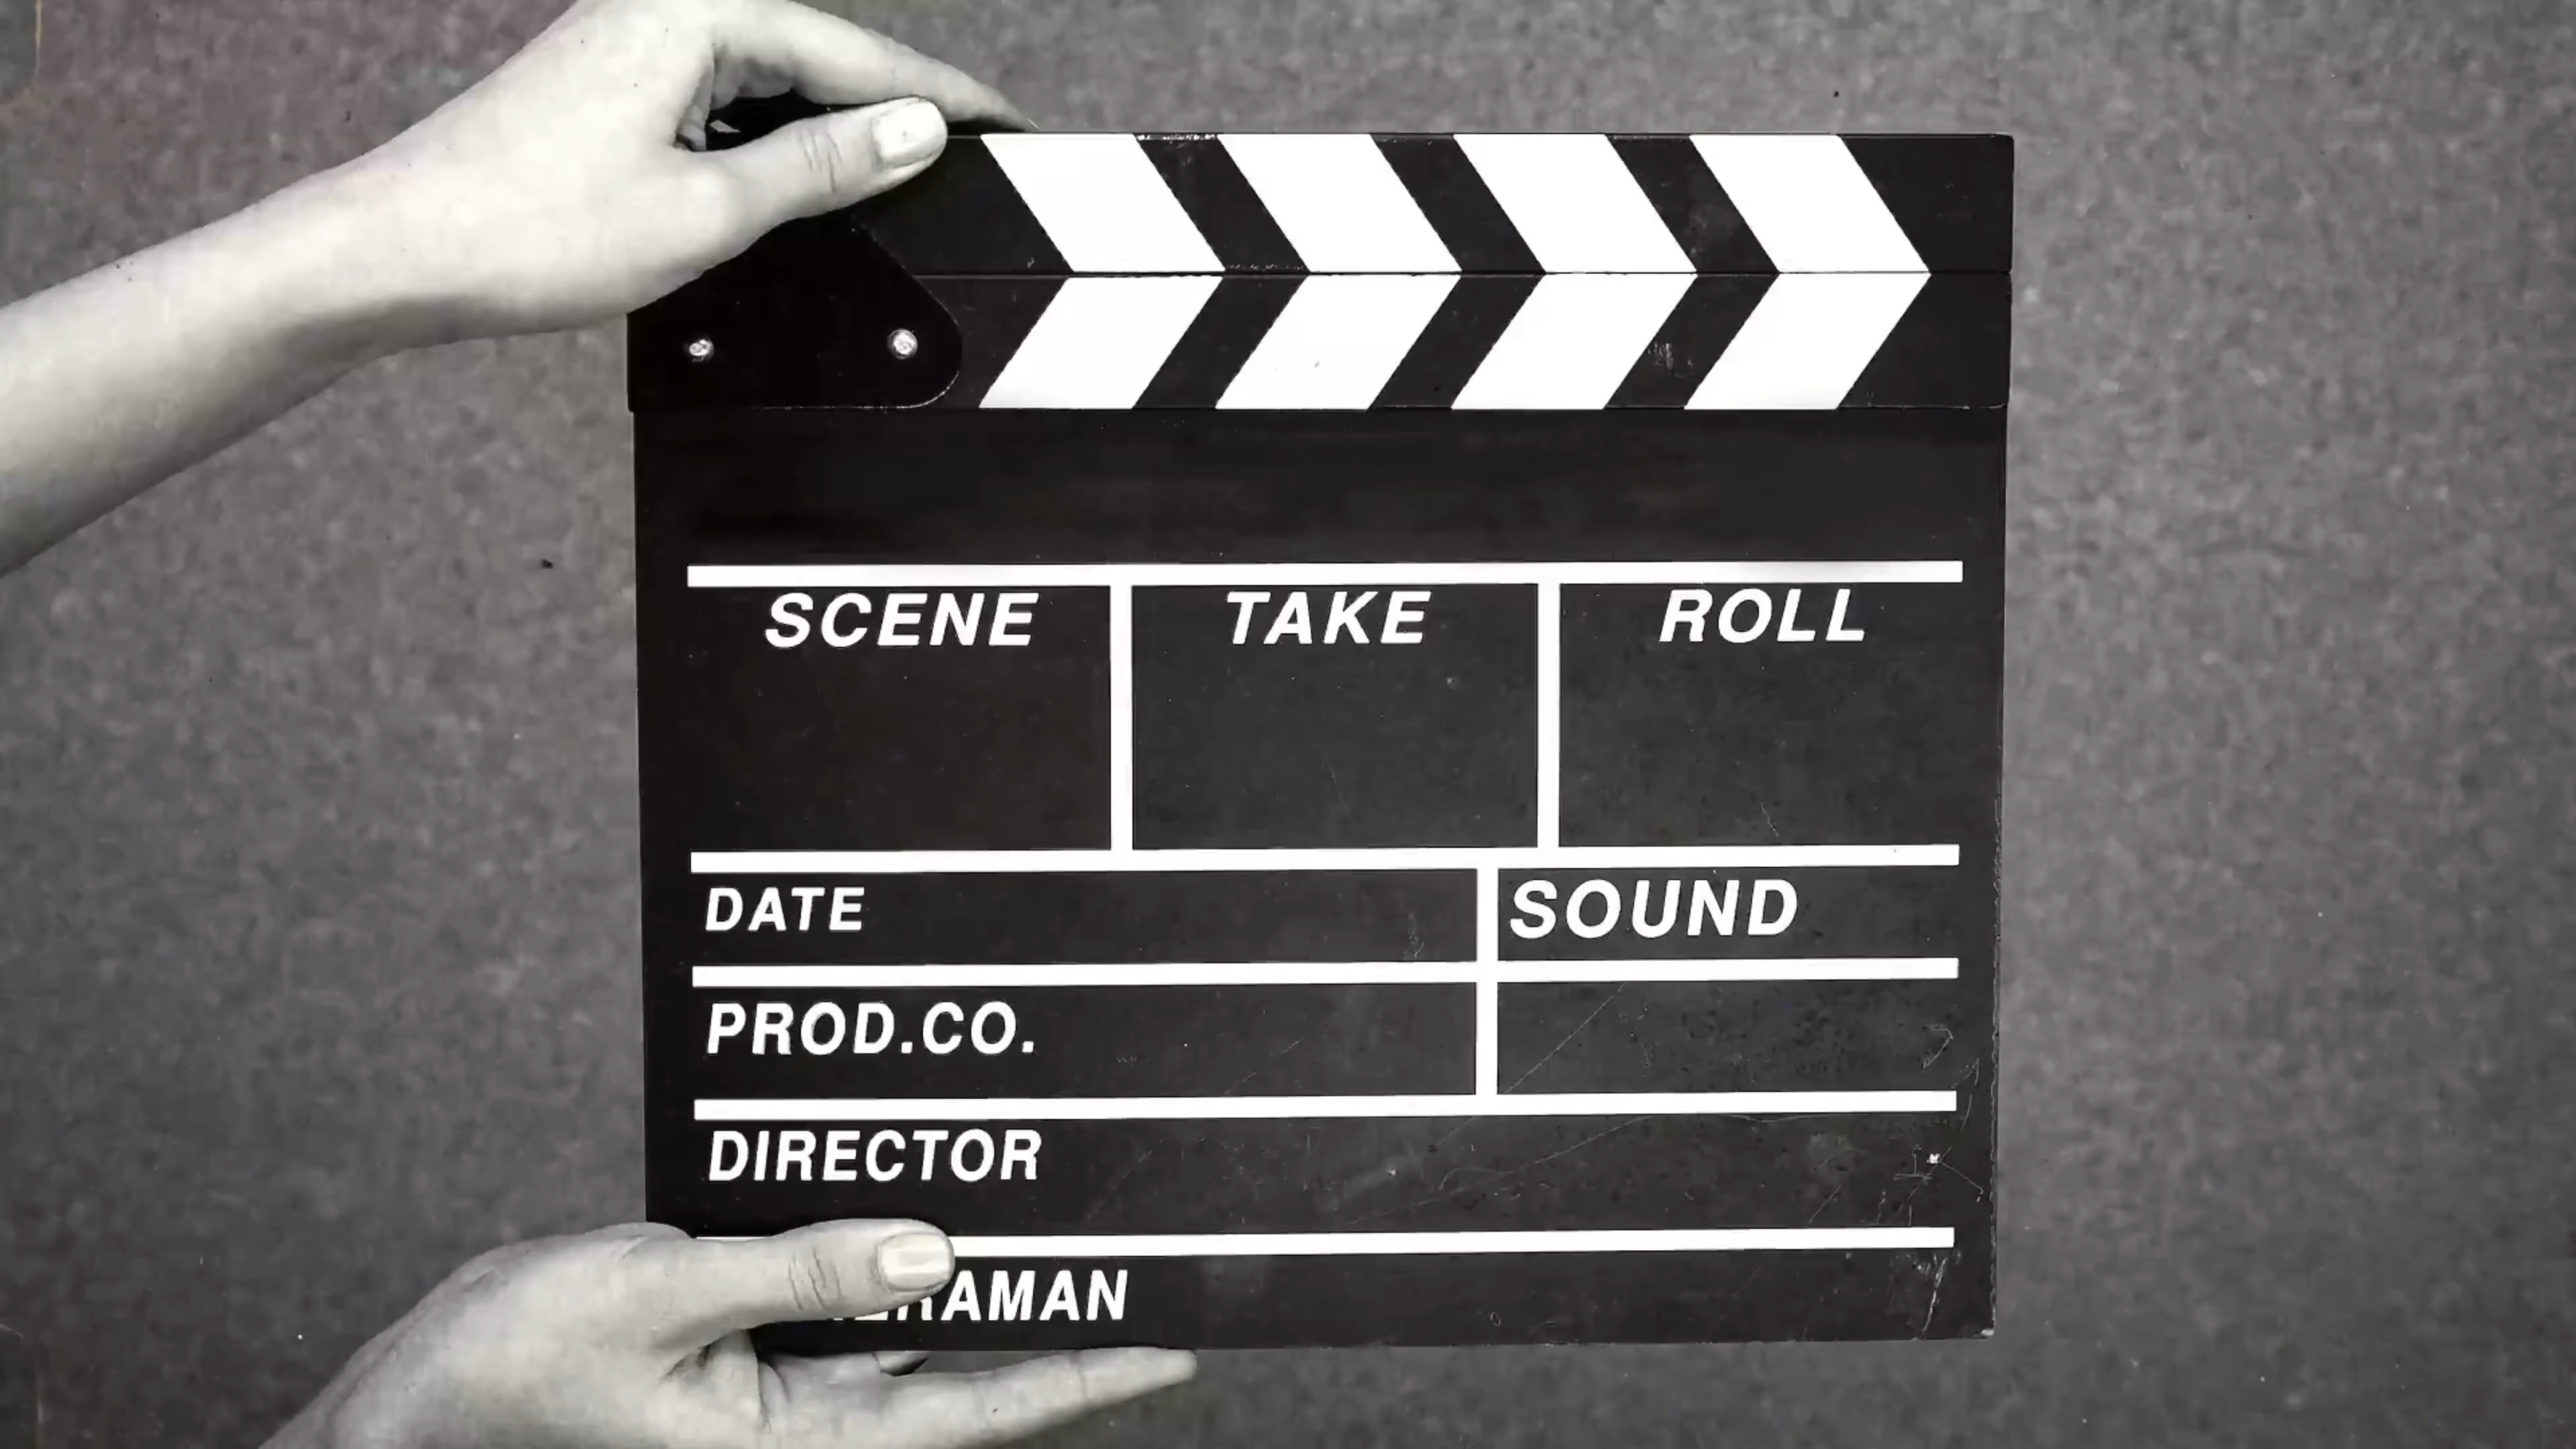 SCENE TAKE ROLL
DATE SOUND
PROD.CO.
DIRECTOR